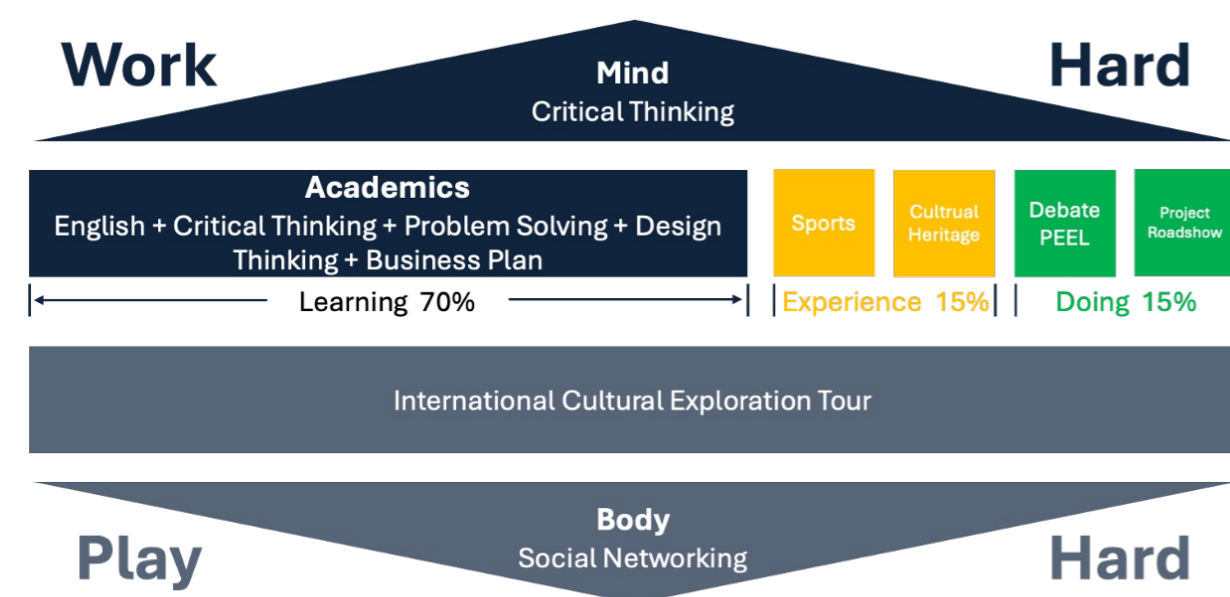 Work
Hard
Mind
Critical Thinking
Academics
English + Critical Thinking + Problem Solving + Design
Thinking + Business Plan
Sports
Cultrual
Heritage
Debate
PEEL
Project
Roadshow
Learning 70%
Experience 15%
Doing 15%
International Cultural Exploration Tour
Body
Social Networking
Play
Hard